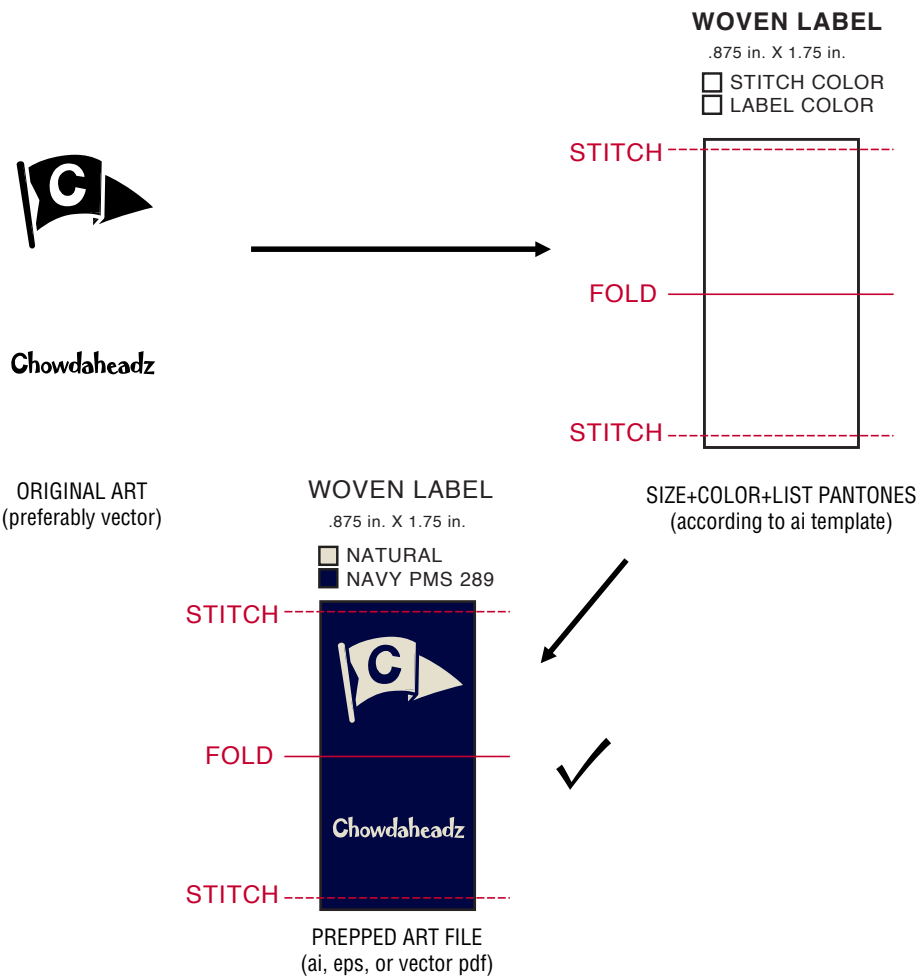 WOVEN LABEL
.875 in. X 1.75 in.
STITCH COLOR
LABEL COLOR
STITCH
C
FOLD
Chowdaheadz
STITCH
ORIGINAL ART
(preferably vector)
SIZE+COLOR+LIST PANTONES
(according to ai template)
WOVEN LABEL
.875 in. X 1.75 in.
NATURAL
NAVY PMS 289
STITCH
C
FOLD
Chowdaheadz
STITCH
PREPPED ART FILE
(ai, eps, or vector pdf)